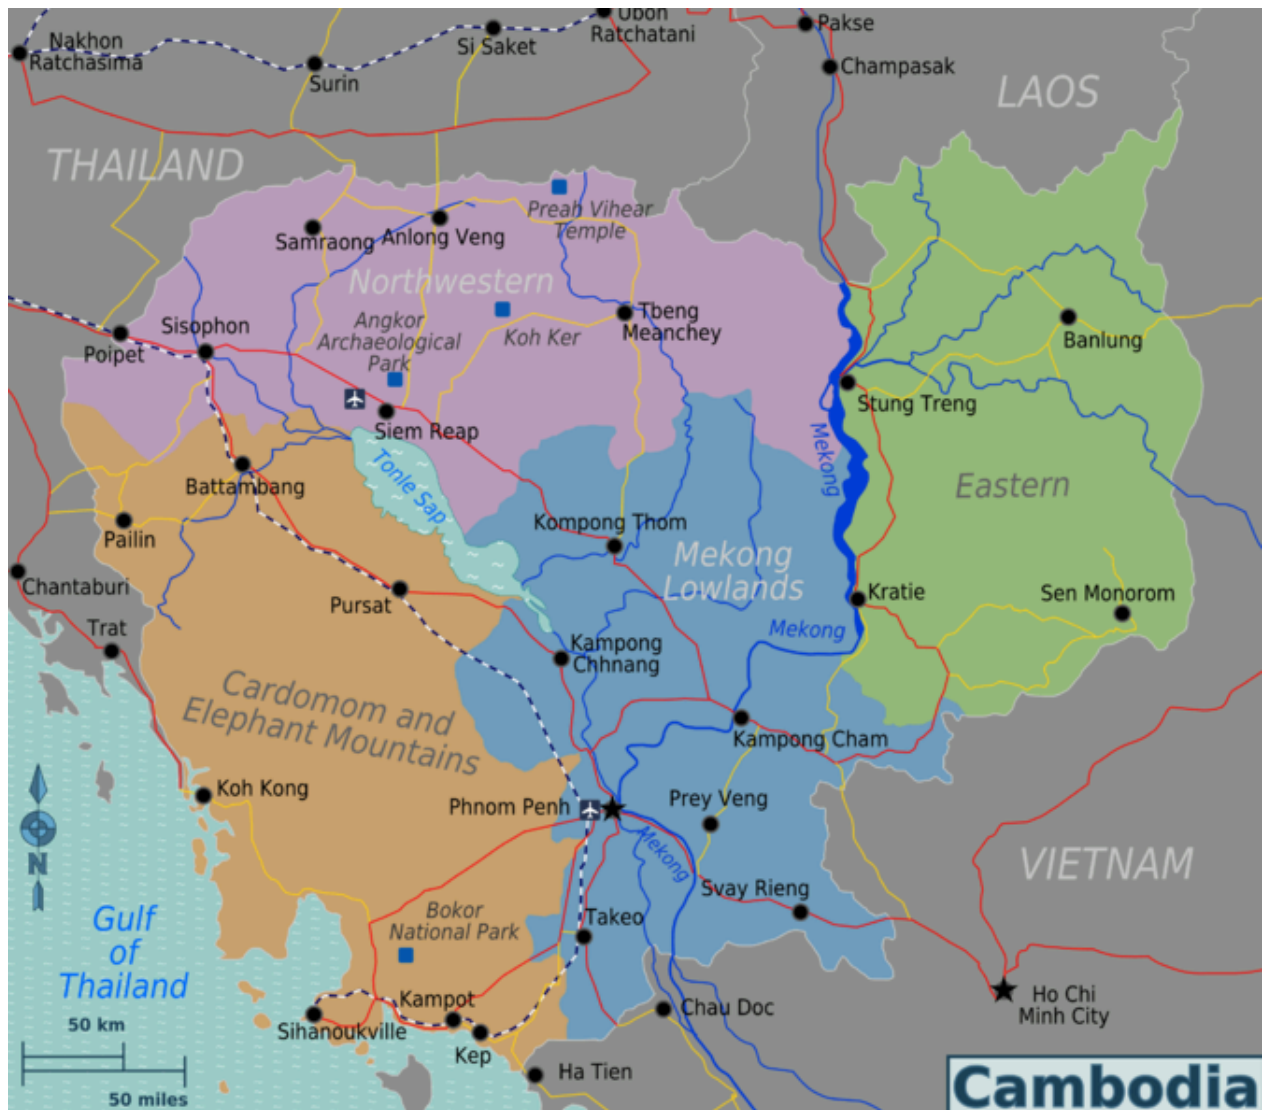 Nakhon
Ratchasima
Surin
Si Saket
Ubon
Ratchatani
Pakse
Champasak
LAOS
THAILAND
Samraong
Anlong Veng
Preah Vihear
Temple
Northwestern
Angkor
Archaeological
Park
Koh Ker
Tbeng
Meanchey
Banlung
Sisophon
Poipet
Siem Reap
Stung Treng
Mekong
Eastern
Tonle Sap
Battambang
Pailin
Kompong Thom
Mekong
Lowlands
Chantaburi
Trat
Pursat
Kratie
Sen Monorom
Mekong
Kampong
Chhnang
Cardomom and
Elephant Mountains
Kampong Cham
Koh Kong
Phnom Penh
Prey Veng
Mekong
N
VIETNAM
Svay Rieng
Gulf
of
Thailand
Bokor
National Park
Takeo
50 km
50 miles
Kampot
Sihanoukville
Kep
Chau Doc
Ho Chi
Minh City
Ha Tien
Cambodia